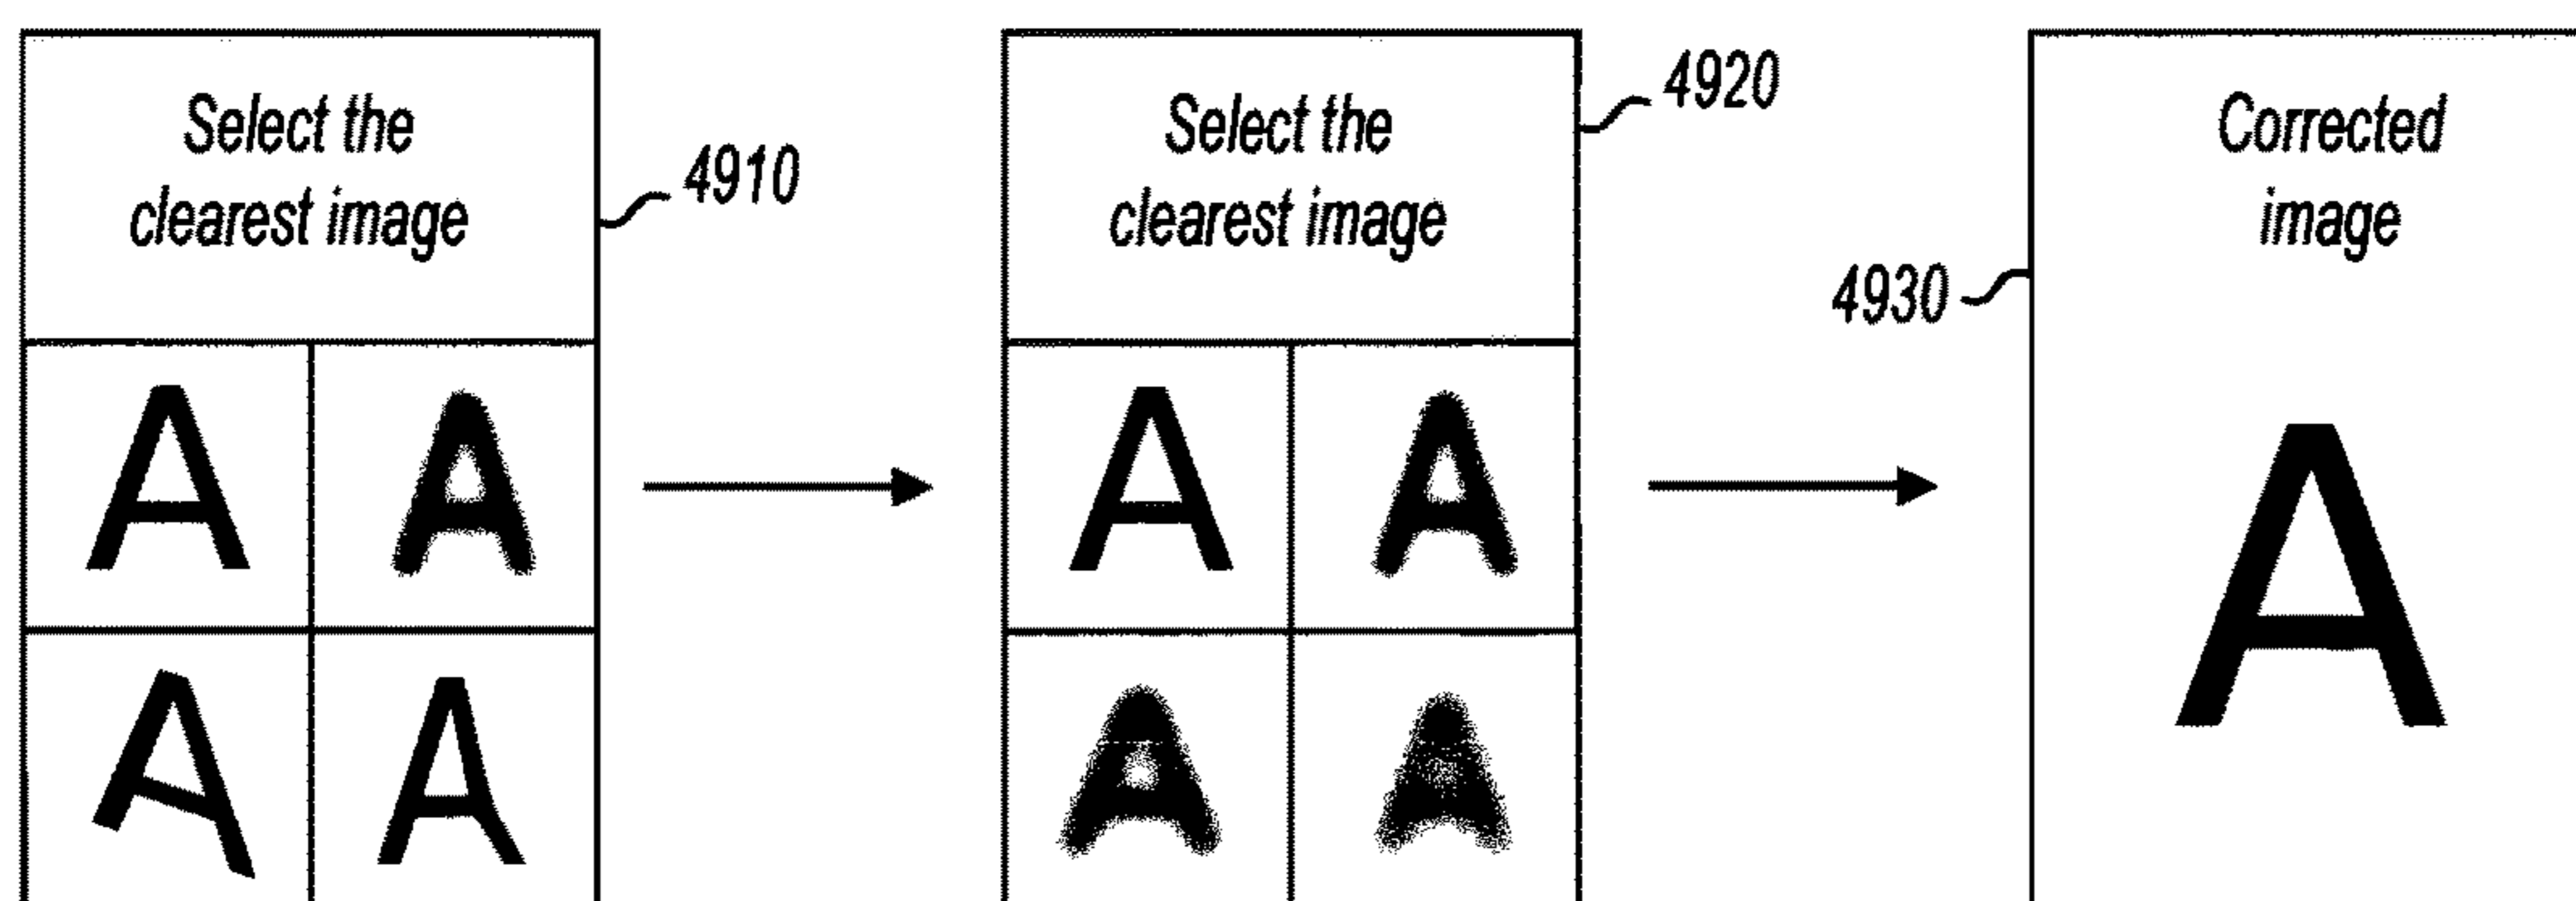 Select the
clearest image
4910
A A
A A
Select the
clearest image
4920
A A
A A
Corrected
image
4930
A